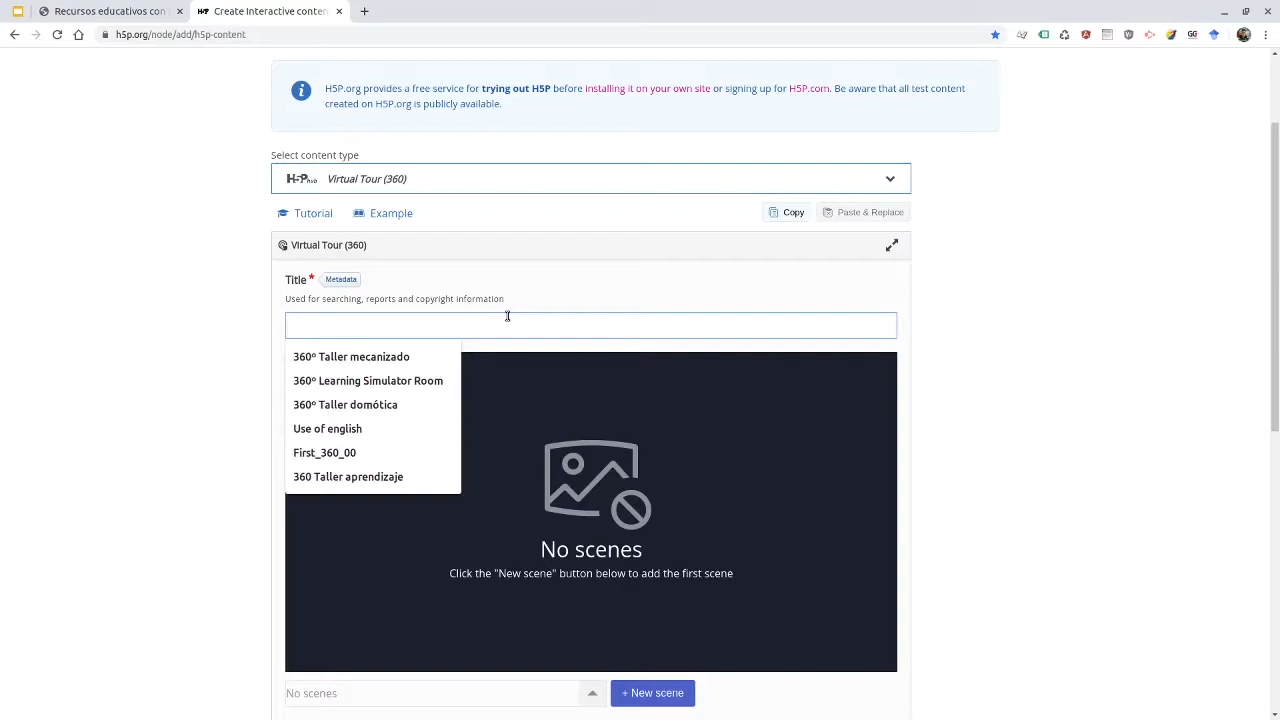 Recursos educativos con
Create Interactive conten
h5p.org/node/add/h5p-content
H5P.org provides a free service for trying out H5P before installing it on your own site or signing up for H5P.com. Be aware that all test content
created on H5P.org is publicly available.
Select content type
H5P Virtual Tour (360)
Tutorial Example Copy Paste & Replace
Virtual Tour (360)
Title * Metadata
Used for searching, reports and copyright information
360º Taller mecanizado
360º Learning Simulator Room
360º Taller domótica
Use of english
First_360_00
360 Taller aprendizaje
No scenes
Click the "New scene" button below to add the first scene
No scenes + New scene